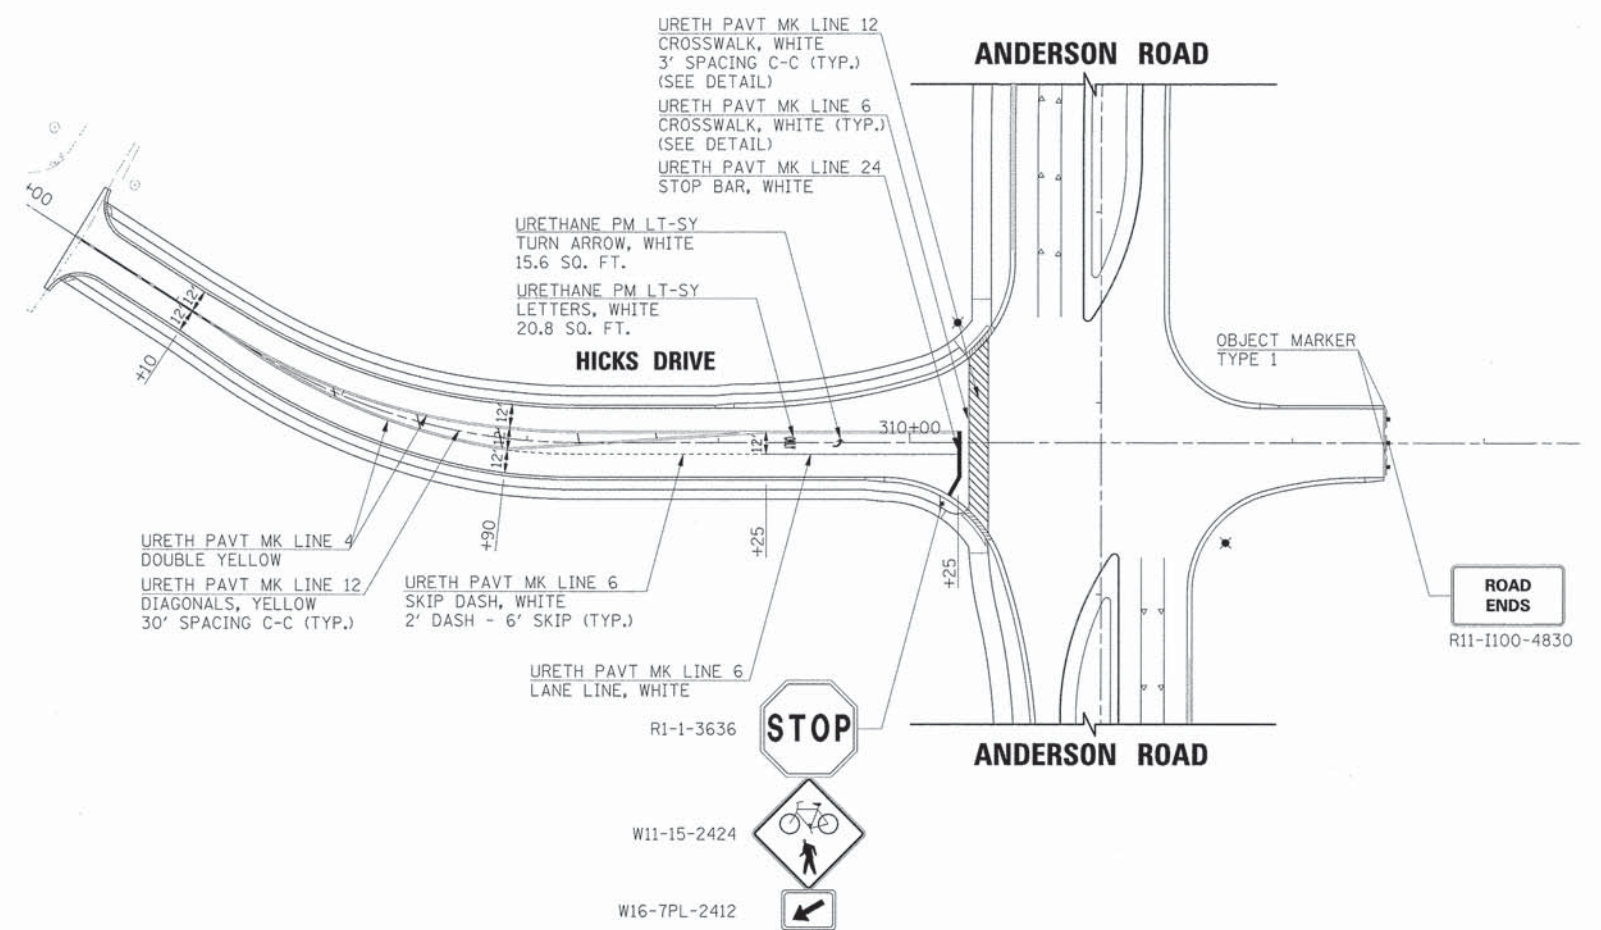 URETH PAVT MK LINE 12
CROSSWALK, WHITE
3' SPACING C-C (TYP.)
(SEE DETAIL)
URETH PAVT MK LINE 6
CROSSWALK, WHITE (TYP.)
(SEE DETAIL)
URETH PAVT MK LINE 24
STOP BAR, WHITE
ANDERSON ROAD
URETHANE PM LT-SY
TURN ARROW, WHITE
15.6 SQ. FT.
URETHANE PM LT-SY
LETTERS, WHITE
20.8 SQ. FT.
HICKS DRIVE
OBJECT MARKER
TYPE 1
+00
12'
12'
+10
12'
12'
12'
+90
12'
+25
310+00
+25
URETH PAVT MK LINE 4
DOUBLE YELLOW
URETH PAVT MK LINE 12
DIAGONALS, YELLOW
30' SPACING C-C (TYP.)
URETH PAVT MK LINE 6
SKIP DASH, WHITE
2' DASH - 6' SKIP (TYP.)
URETH PAVT MK LINE 6
LANE LINE, WHITE
ROAD
ENDS
R11-I100-4830
R1-1-3636
STOP
ANDERSON ROAD
W11-15-2424
W16-7PL-2412